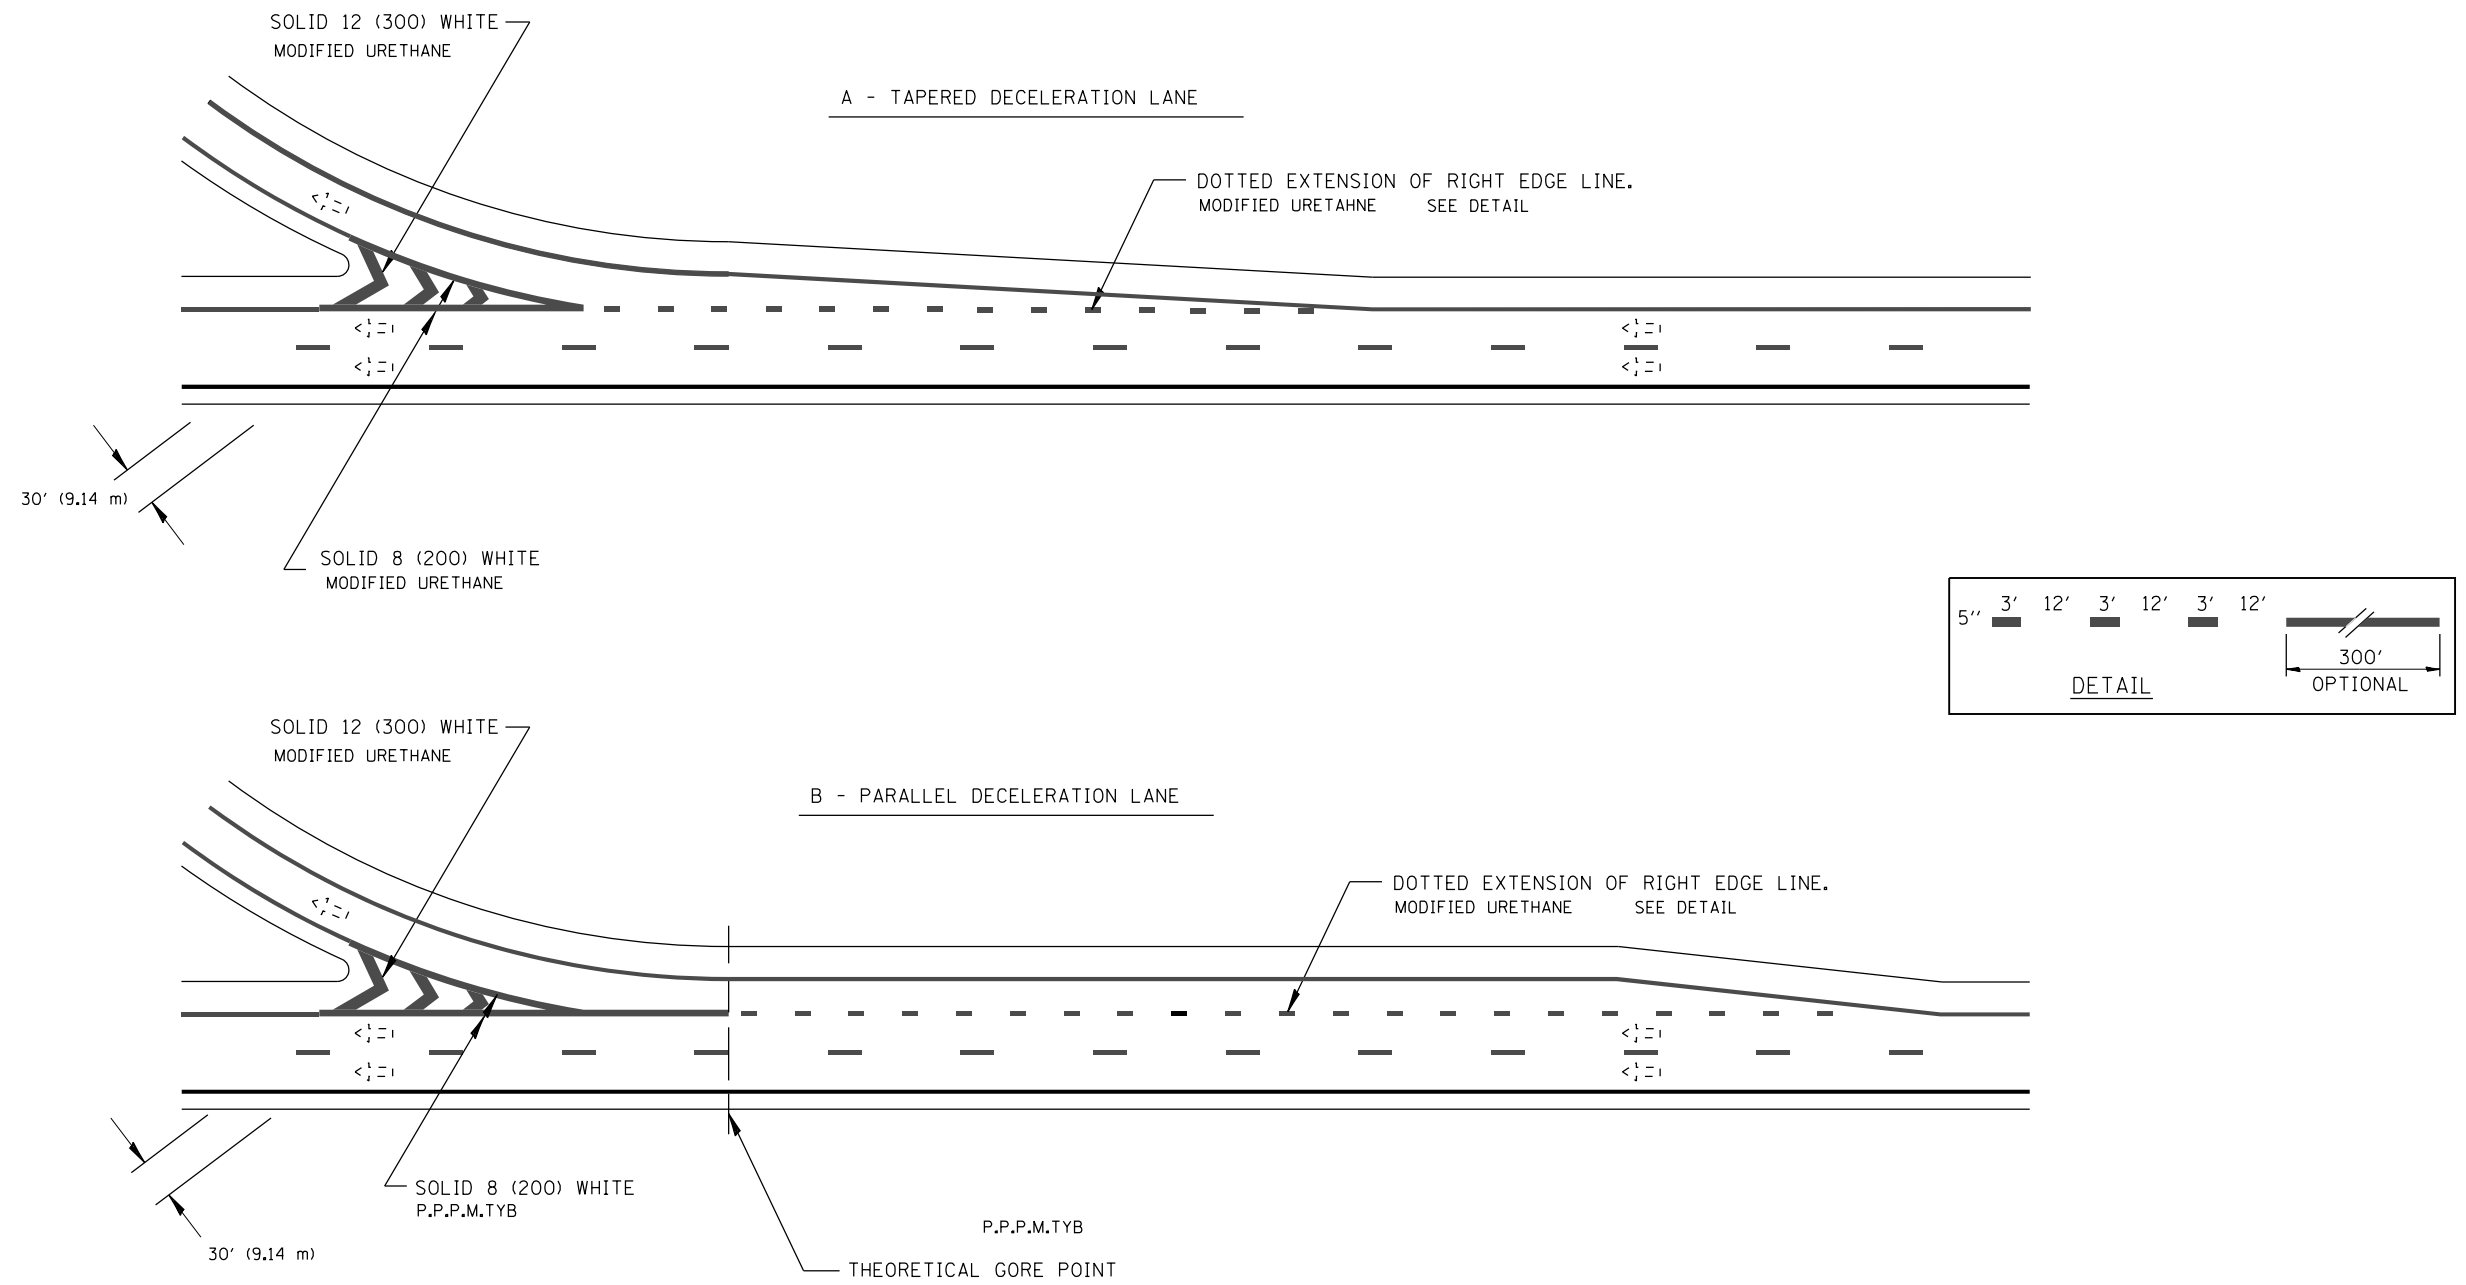 SOLID 12 (300) WHITE
MODIFIED URETHANE
A - TAPERED DECELERATION LANE
DOTTED EXTENSION OF RIGHT EDGE LINE.
MODIFIED URETAHNE SEE DETAIL
30' (9.14 m)
SOLID 8 (200) WHITE
MODIFIED URETHANE
5'' 3' 12' 3' 12' 3' 12'
300'
OPTIONAL
DETAIL
SOLID 12 (300) WHITE
MODIFIED URETHANE
B - PARALLEL DECELERATION LANE
DOTTED EXTENSION OF RIGHT EDGE LINE.
MODIFIED URETHANE SEE DETAIL
SOLID 8 (200) WHITE
P.P.P.M.TYB
30' (9.14 m)
P.P.P.M.TYB
THEORETICAL GORE POINT